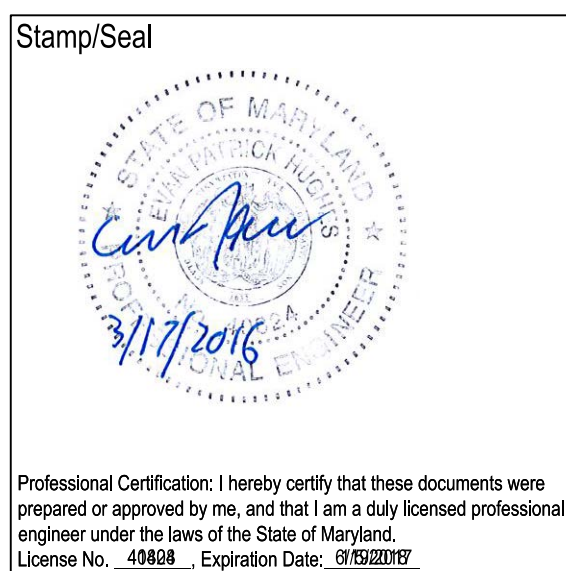 Stamp/Seal
STATE OF MARYLAND
EVAN PATRICK HUGHES
3/17/2016
PROFESSIONAL ENGINEER
Professional Certification: I hereby certify that these documents were
prepared or approved by me, and that I am a duly licensed professional
engineer under the laws of the State of Maryland.
License No. , Expiration Date: